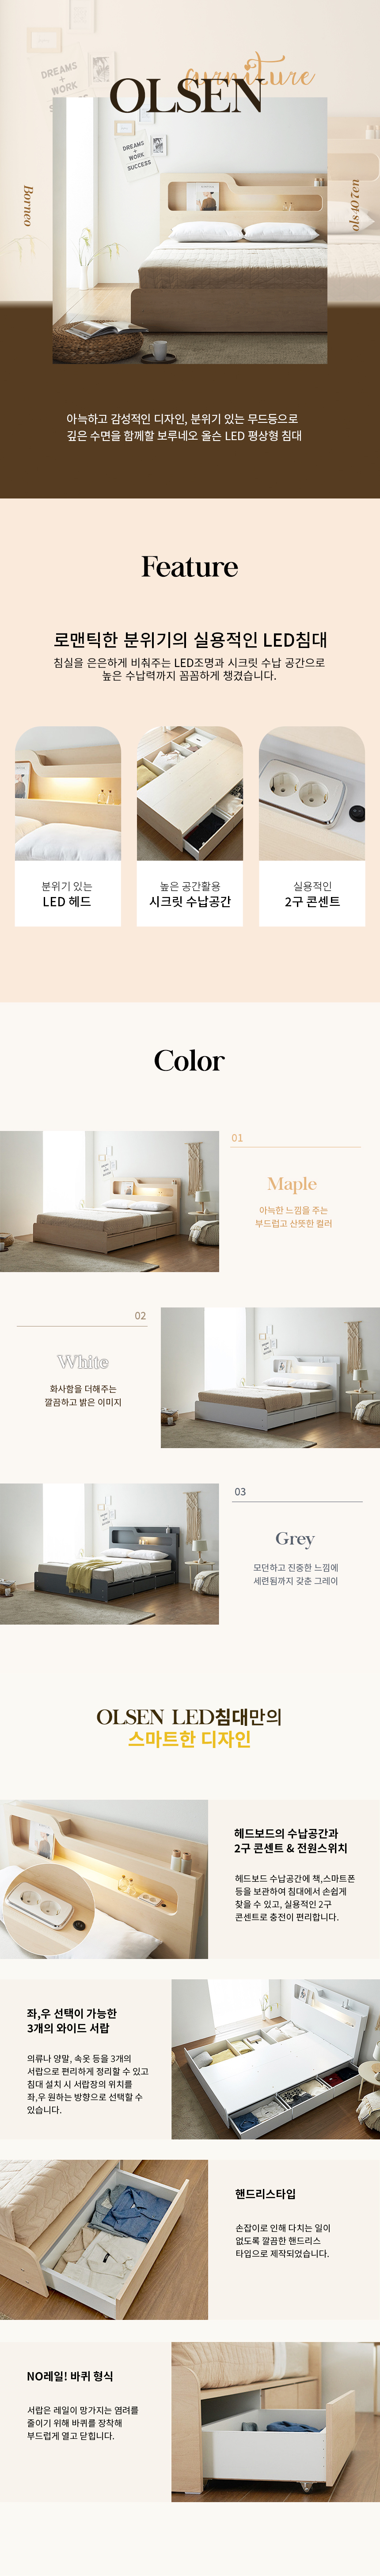 furniture
OLSEN
DREAMS
+
WORK
DREAMS
+
WORK
SUCCESS
Borneo
아늑하고 감성적인 디자인, 분위기 있는 무드등으로
깊은 수면을 함께할 보루네오 올슨 LED 평상형 침대
Feature
로맨틱한 분위기의 실용적인 LED침대
침실을 은은하게 비춰주는 LED조명과 시크릿 수납 공간으로
높은 수납력까지 꼼꼼하게 챙겼습니다.
분위기 있는
LED 헤드
높은 공간활용
시크릿 수납공간
실용적인
2구 콘센트
Color
01
Maple
아늑한 느낌을 주는
부드럽고 산뜻한 컬러
02
White
화사함을 더해주는
깔끔하고 밝은 이미지
03
Grey
모던하고 진중한 느낌에
세련됨까지 갖춘 그레이
OLSEN LED침대만의
스마트한 디자인
헤드보드의 수납공간과
2구 콘센트 & 전원스위치
헤드보드 수납공간에 책,스마트폰
등을 보관하여 침대에서 손쉽게
찾을 수 있고, 실용적인 2구
콘센트로 충전이 편리합니다.
좌,우 선택이 가능한
3개의 와이드 서랍
의류나 양말, 속옷 등을 3개의
서랍으로 편리하게 정리할 수 있고
침대 설치 시 서랍장의 위치를
좌,우 원하는 방향으로 선택할 수
있습니다.
핸드리스타입
손잡이로 인해 다치는 일이
없도록 깔끔한 핸드리스
타입으로 제작되었습니다.
NO레일! 바퀴 형식
서랍은 레일이 망가지는 염려를
줄이기 위해 바퀴를 장착해
부드럽게 열고 닫힙니다.